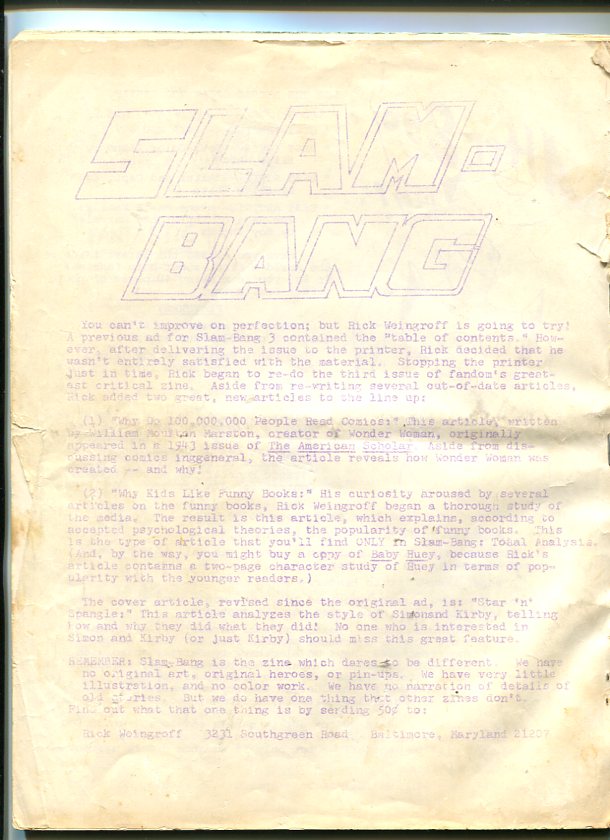 SLAM-
BANG
You can't improve on perfection; but Rick Weingroff is going to try!
A previous ad for Slam-Bang 3 contained the "table of contents." How-
ever, after delivering the issue to the printer, Rick decided that he
wasn't entirely satisfied with the material. Stopping the printer
just in time, Rick began to re-do the third issue of fandom's great-
est critical zine. Aside from re-writing several out-of-date articles,
Rick added two great, new articles to the line up:
(1) "Why Do 100,000,000 People Read Comics:" This article, written
by William Moulton Marston, creator of Wonder Woman, originally
appeared in a 1943 issue of The American Scholar. Aside from dis-
cussing comics in general, the article reveals how Wonder Woman was
created -- and why!
(2) "Why Kids Like Funny Books:" His curiosity aroused by several
articles on the funny books, Rick Weingroff began a thorough study of
the media. The result is this article, which explains, according to
accepted psychological theories, the popularity of funny books. This
is the type of article that you'll find ONLY in Slam-Bang: Total Analysis.
(And, by the way, you might buy a copy of Baby Huey, because Rick's
article contains a two-page character study of Huey in terms of pop-
ularity with the younger readers.)
The cover article, revised since the original ad, is: "Star 'n'
Spangle:" This article analyzes the style of Simonand Kirby, telling
how and why they did what they did! No one who is interested in
Simon and Kirby (or just Kirby) should miss this great feature.
REMEMBER: Slam-Bang is the zine which dares to be different. We have
no original art, original heroes, or pin-ups. We have very little
illustration, and no color work. We have no narration of details of
old stories. But we do have one thing that other zines don't.
Find out what that one thing is by sending 50¢ to:
Rick Weingroff 3231 Southgreen Road Baltimore, Maryland 21207